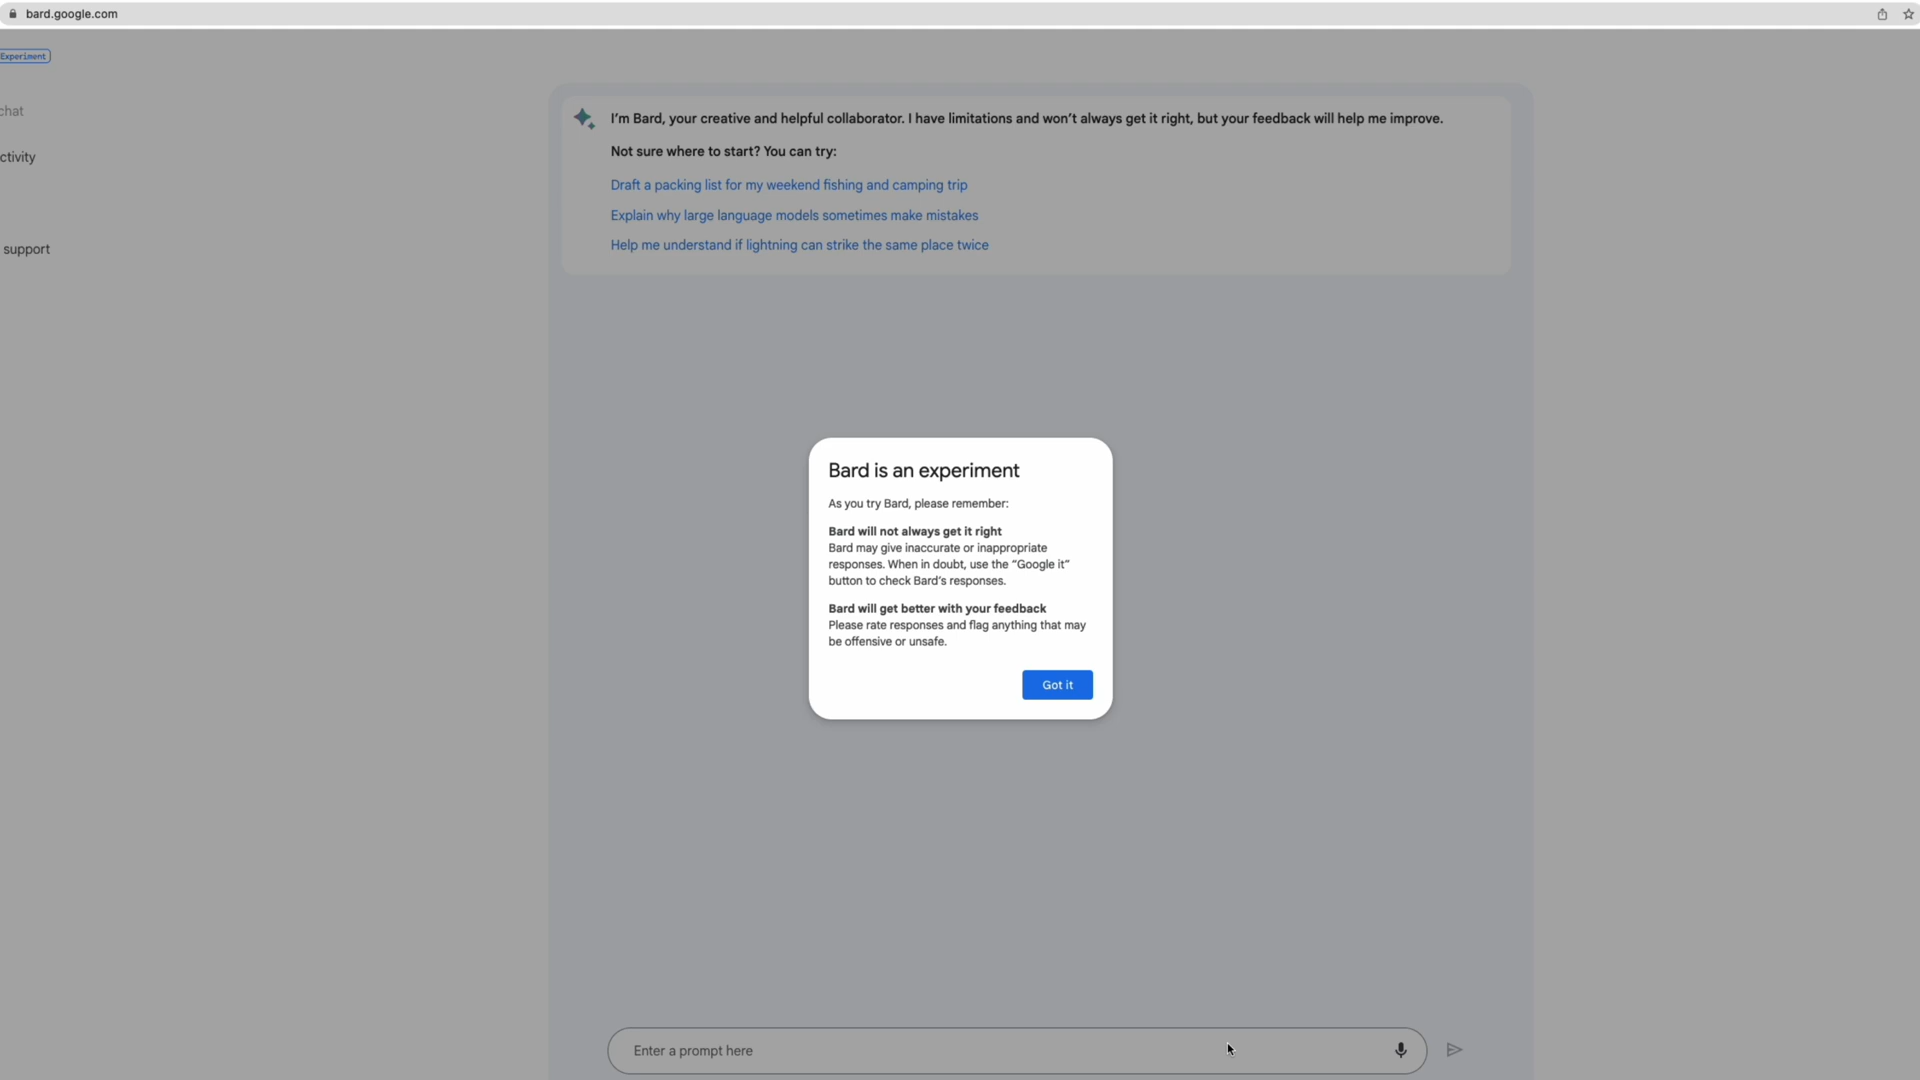 bard.google.com
Experiment
chat
ctivity
support
I'm Bard, your creative and helpful collaborator. I have limitations and won't always get it right, but your feedback will help me improve.
Not sure where to start? You can try:
Draft a packing list for my weekend fishing and camping trip
Explain why large language models sometimes make mistakes
Help me understand if lightning can strike the same place twice
Bard is an experiment
As you try Bard, please remember:
Bard will not always get it right
Bard may give inaccurate or inappropriate
responses. When in doubt, use the “Google it”
button to check Bard's responses.
Bard will get better with your feedback
Please rate responses and flag anything that may
be offensive or unsafe.
Got it
Enter a prompt here